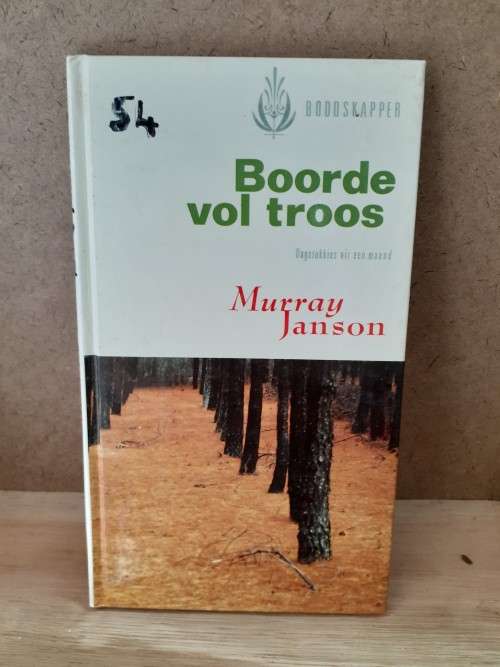 54
BOODSKAPPER
Boorde
vol troos
Dagstukkies vir een maand
Murray
Janson